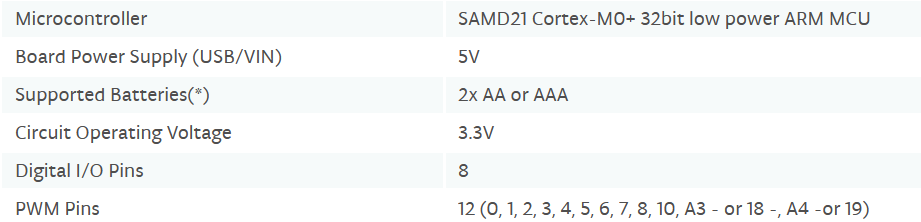 Microcontroller SAMD21 Cortex-M0+ 32bit low power ARM MCU
Board Power Supply (USB/VIN) 5V
Supported Batteries(*) 2x AA or AAA
Circuit Operating Voltage 3.3V
Digital I/O Pins 8
PWM Pins 12 (0, 1, 2, 3, 4, 5, 6, 7, 8, 10, A3 - or 18 -, A4 -or 19)